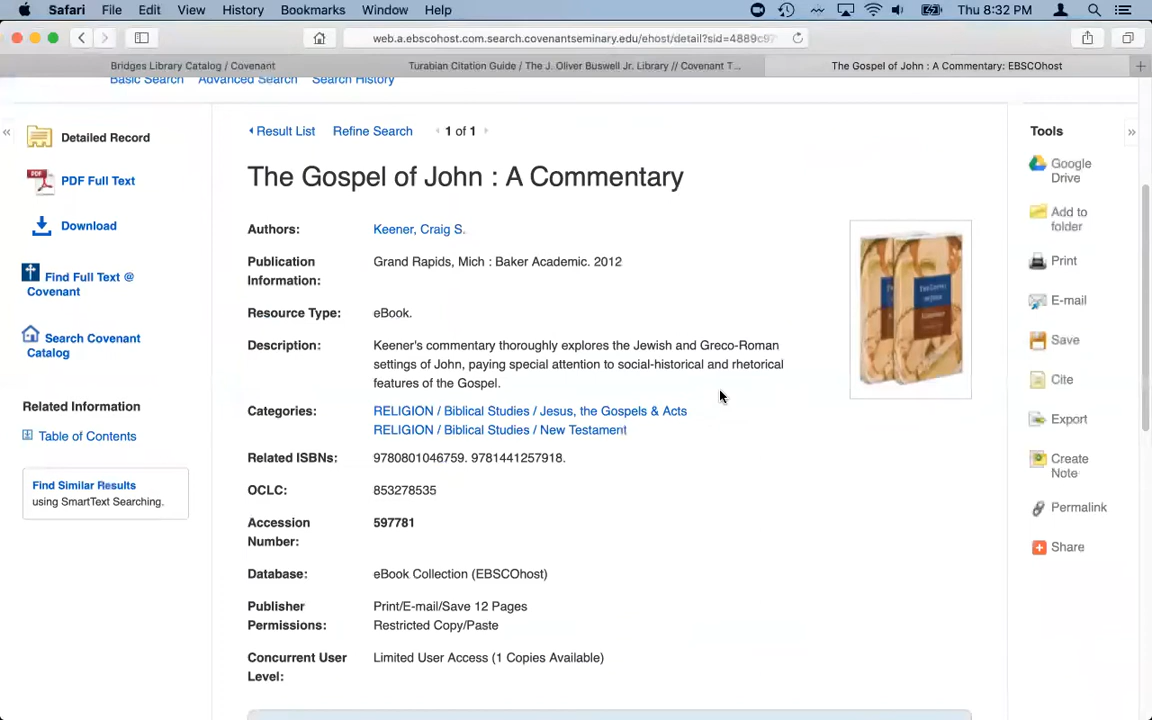 Safari File Edit View History Bookmarks Window Help Thu 8:32 PM
web.a.ebscohost.com.search.covenantseminary.edu/ehost/detail?sid=4889c97
Bridges Library Catalog / Covenant Turabian Citation Guide / The J. Oliver Buswell Jr. Library // Covenant T... The Gospel of John : A Commentary: EBSCOhost
Basic Search Advanced Search Search History
Detailed Record
PDF Full Text
Download
Find Full Text @
Covenant
Search Covenant
Catalog
Related Information
Table of Contents
Find Similar Results
using SmartText Searching.
Result List Refine Search 1 of 1
The Gospel of John : A Commentary
Authors: Keener, Craig S.
Publication Grand Rapids, Mich : Baker Academic. 2012
Information:
Resource Type: eBook.
Description: Keener's commentary thoroughly explores the Jewish and Greco-Roman
settings of John, paying special attention to social-historical and rhetorical
features of the Gospel.
Categories: RELIGION / Biblical Studies / Jesus, the Gospels & Acts
RELIGION / Biblical Studies / New Testament
Related ISBNs: 9780801046759. 9781441257918.
OCLC: 853278535
Accession 597781
Number:
Database: eBook Collection (EBSCOhost)
Publisher Print/E-mail/Save 12 Pages
Permissions: Restricted Copy/Paste
Concurrent User Limited User Access (1 Copies Available)
Level:
Tools
Google
Drive
Add to
folder
Print
E-mail
Save
Cite
Export
Create
Note
Permalink
Share